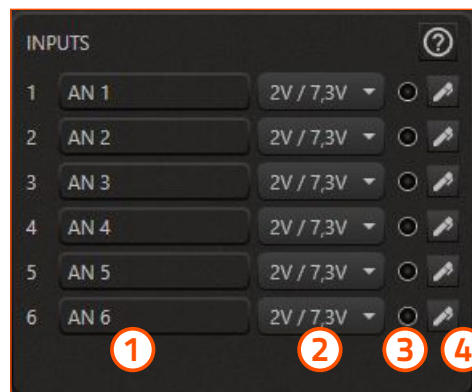 INPUTS ?
1 AN 1 2V / 7,3V
2 AN 2 2V / 7,3V
3 AN 3 2V / 7,3V
4 AN 4 2V / 7,3V
5 AN 5 2V / 7,3V
6 AN 6 2V / 7,3V
1 2 3 4